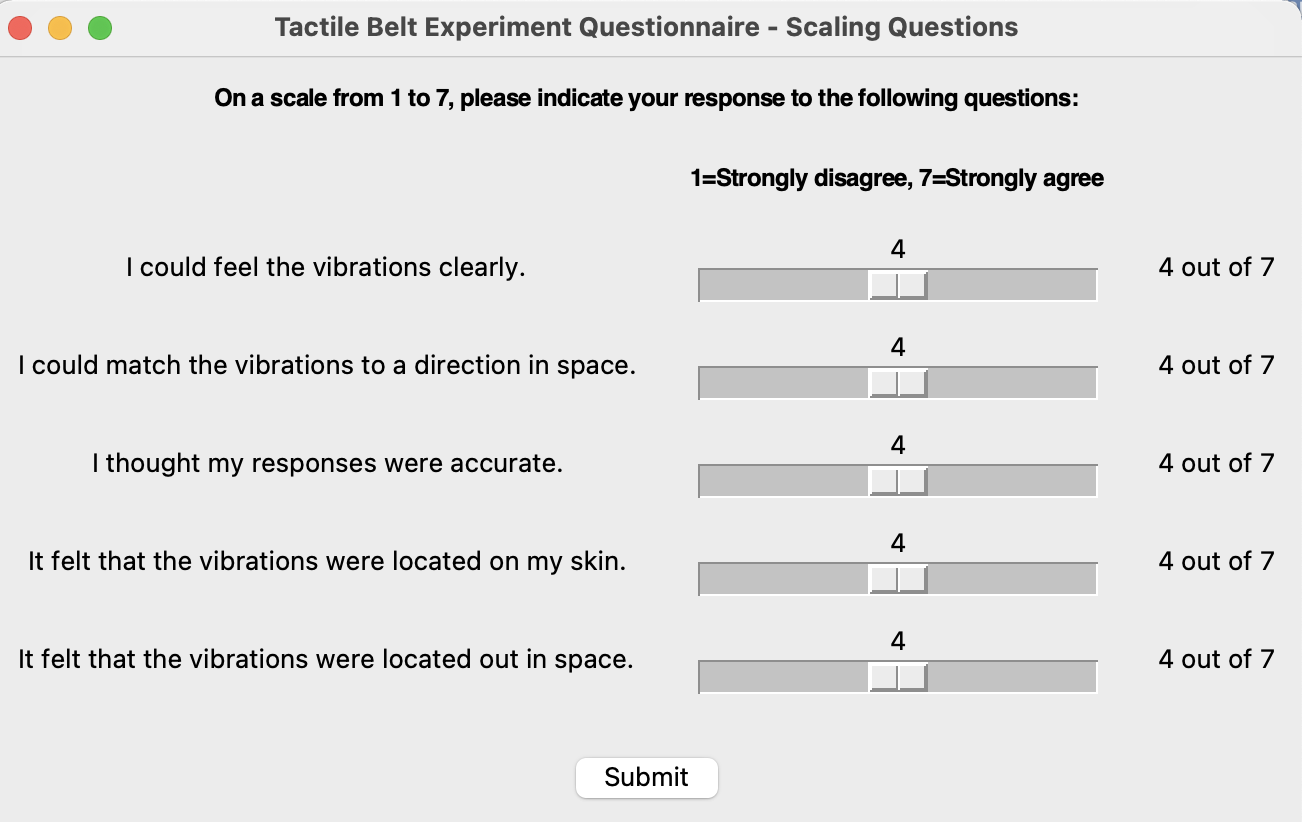 Tactile Belt Experiment Questionnaire - Scaling Questions
On a scale from 1 to 7, please indicate your response to the following questions:
1=Strongly disagree, 7=Strongly agree
4
I could feel the vibrations clearly.
4 out of 7
4
I could match the vibrations to a direction in space.
4 out of 7
4
I thought my responses were accurate.
4 out of 7
4
It felt that the vibrations were located on my skin.
4 out of 7
4
It felt that the vibrations were located out in space.
4 out of 7
Submit